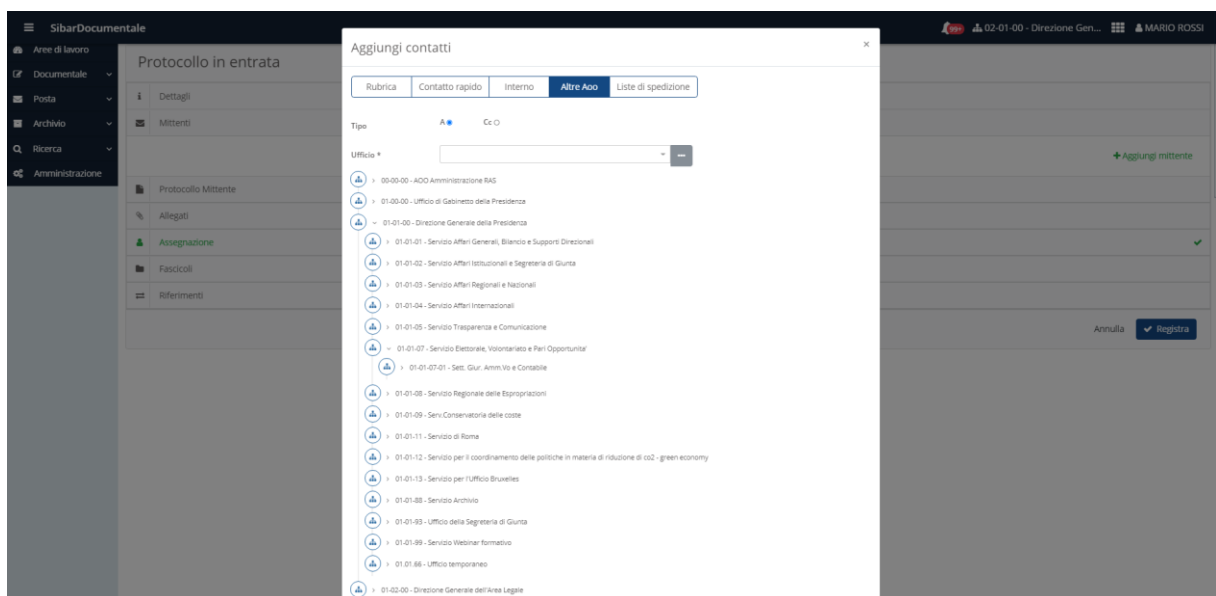 SibarDocumentale
99+ 02-01-00 - Direzione Gen... MARIO ROSSI
Aree di lavoro
Documentale
Posta
Archivio
Ricerca
Amministrazione
Protocollo in entrata
Dettagli
Mittenti
+ Aggiungi mittente
Protocollo Mittente
Allegati
Assegnazione
Fascicoli
Riferimenti
Annulla Registra
Aggiungi contatti ×
Rubrica Contatto rapido Interno Altre Aoo Liste di spedizione
Tipo A Cc
Ufficio *
00-00-00 - AOO Amministrazione RAS
01-00-00 - Ufficio di Gabinetto della Presidenza
01-01-00 - Direzione Generale della Presidenza
01-01-01 - Servizio Affari Generali, Bilancio e Supporti Direzionali
01-01-02 - Servizio Affari Istituzionali e Segreteria di Giunta
01-01-03 - Servizio Affari Regionali e Nazionali
01-01-04 - Servizio Affari Internazionali
01-01-05 - Servizio Trasparenza e Comunicazione
01-01-07 - Servizio Elettorale, Volontariato e Pari Opportunita'
01-01-07-01 - Sett. Giur. Amm.Vo e Contabile
01-01-08 - Servizio Regionale delle Espropriazioni
01-01-09 - Serv.Conservatoria delle coste
01-01-11 - Servizio di Roma
01-01-12 - Servizio per il coordinamento delle politiche in materia di riduzione di co2 - green economy
01-01-13 - Servizio per l'Ufficio Bruxelles
01-01-88 - Servizio Archivio
01-01-93 - Ufficio della Segreteria di Giunta
01-01-99 - Servizio Webinar formativo
01.01.66 - Ufficio temporaneo
01-02-00 - Direzione Generale dell'Area Legale